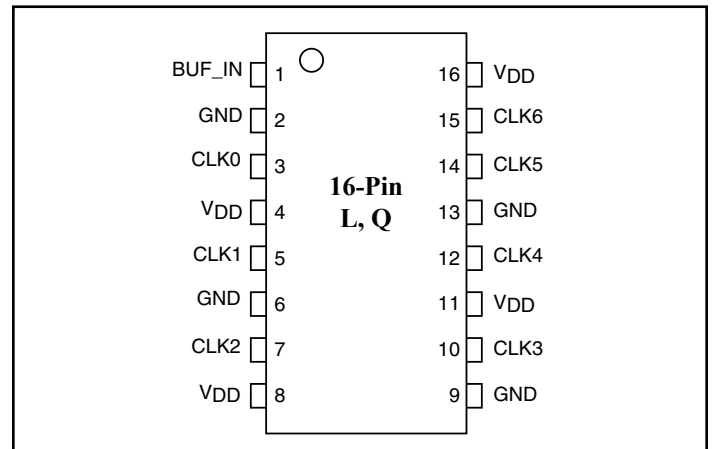 BUF_IN 1 16 VDD
GND 2 15 CLK6
CLK0 3 14 CLK5
16-Pin
L, Q
VDD 4 13 GND
CLK1 5 12 CLK4
GND 6 11 VDD
CLK2 7 10 CLK3
VDD 8 9 GND